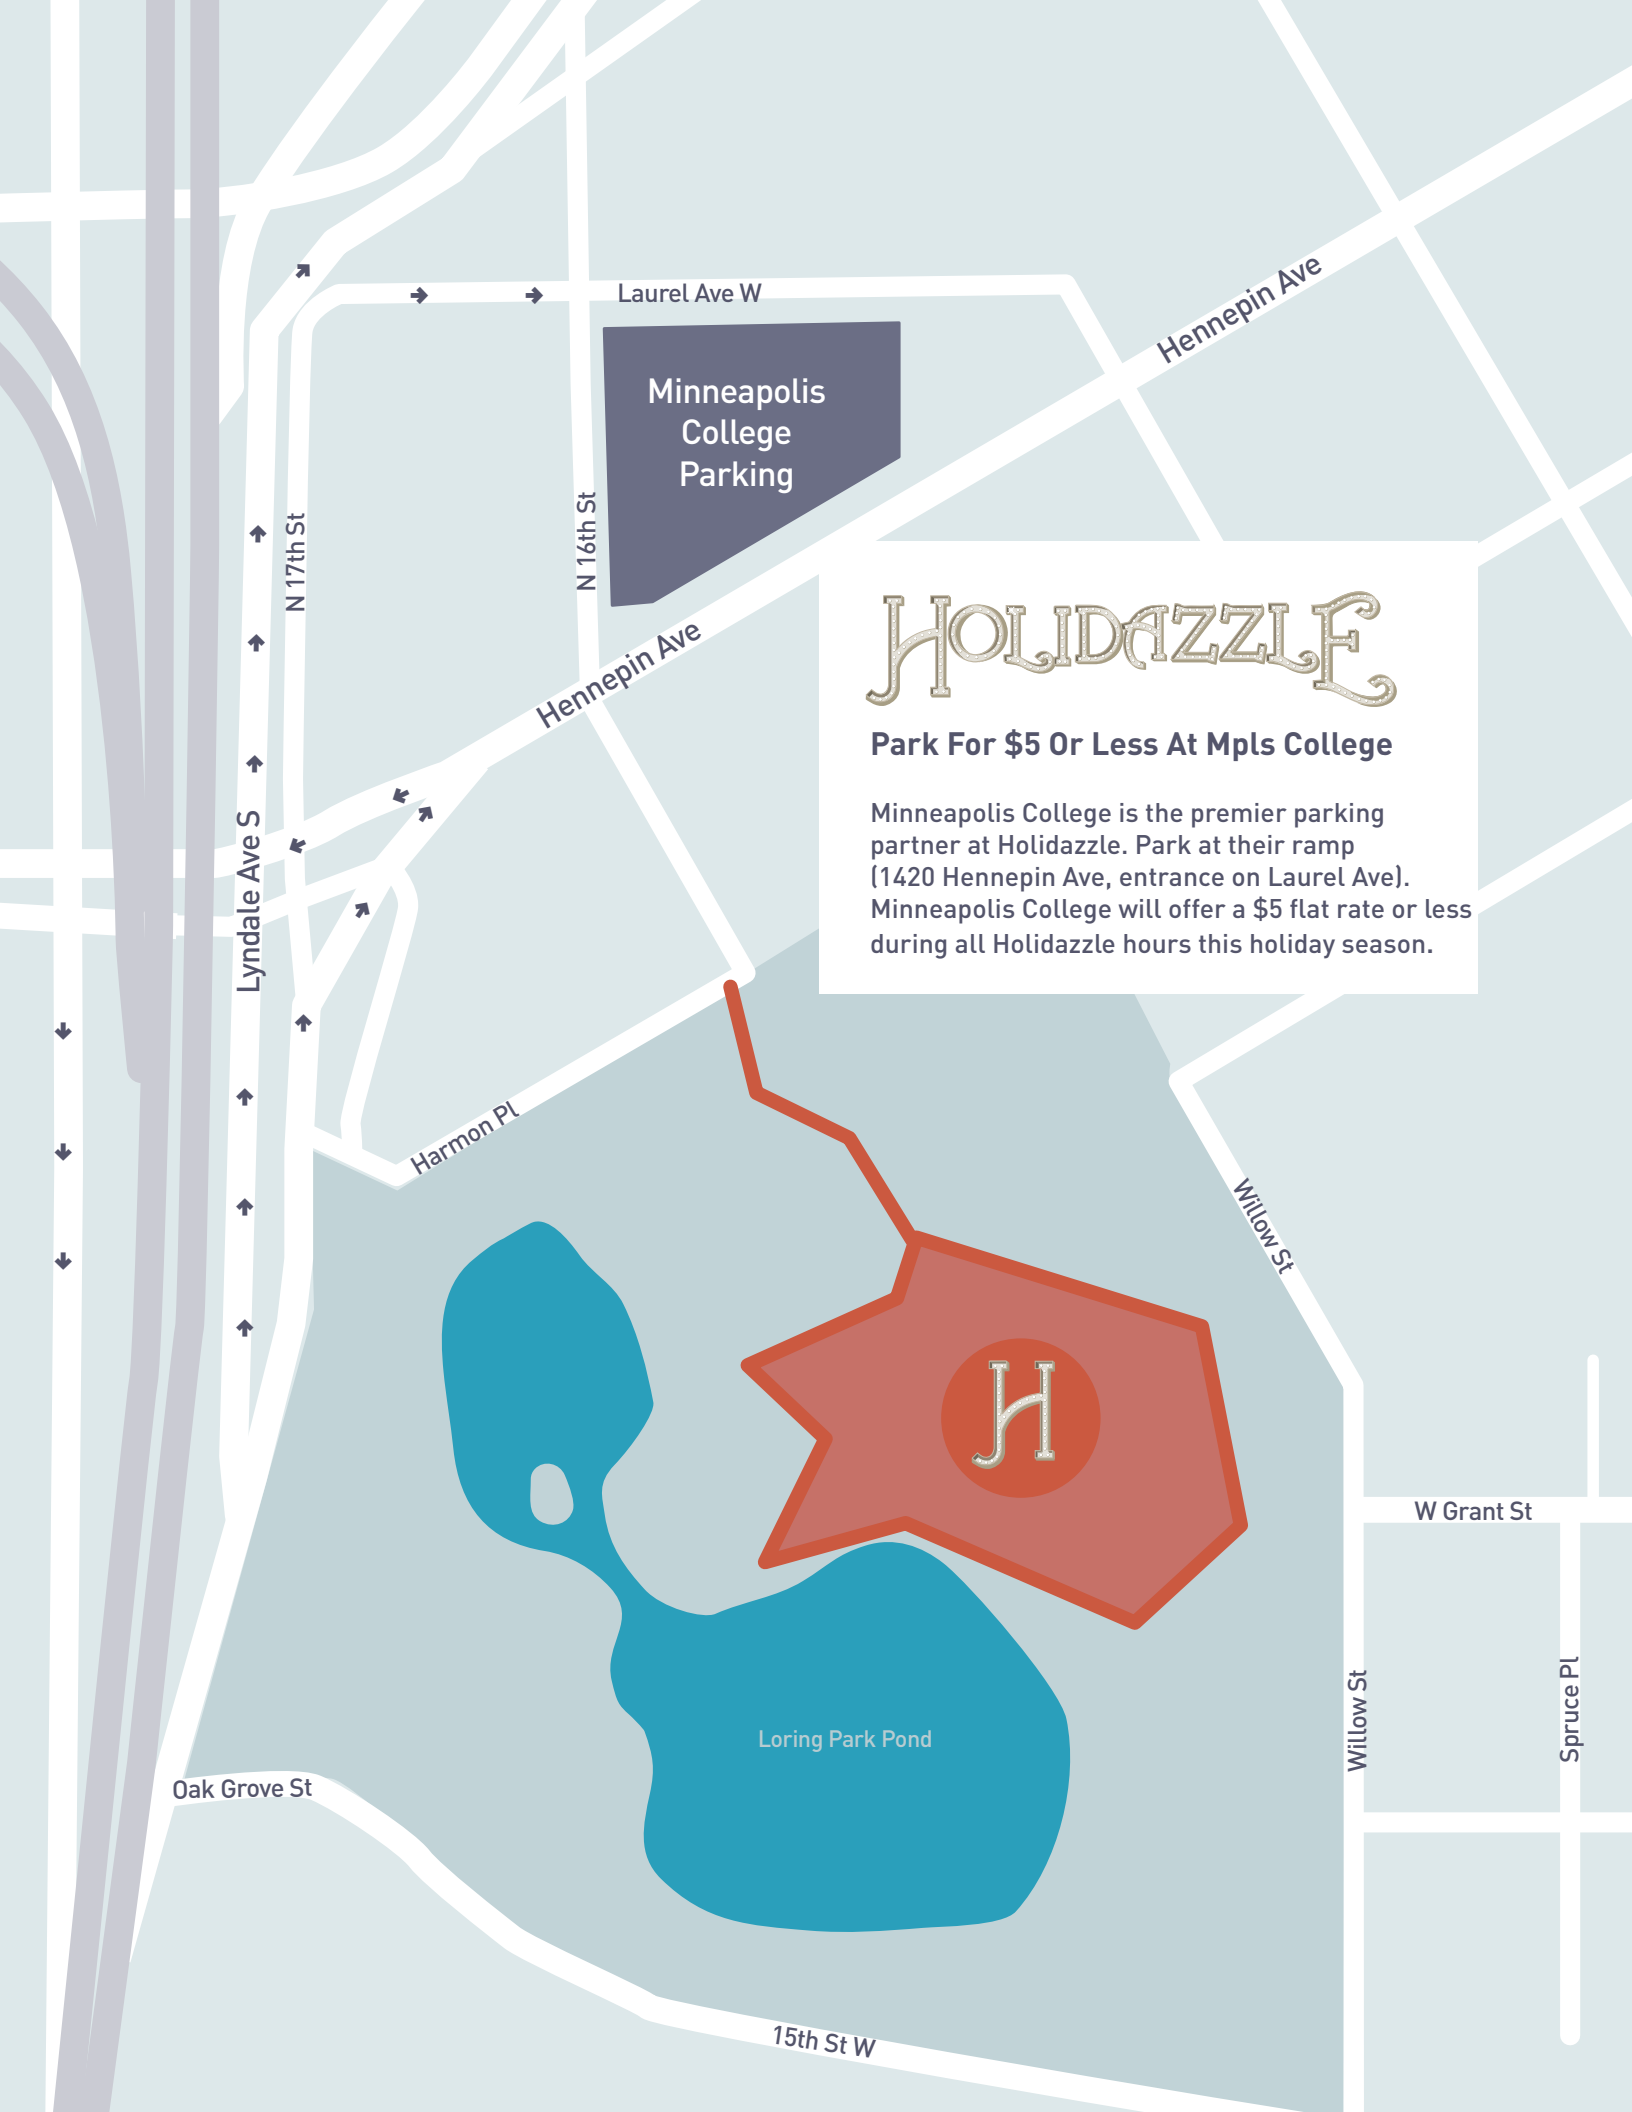 Laurel Ave W
Hennepin Ave
Minneapolis
College
Parking
N 17th St
N 16th St
Hennepin Ave
HOLIDAZZLE
Park For $5 Or Less At Mpls College
Minneapolis College is the premier parking
partner at Holidazzle. Park at their ramp
(1420 Hennepin Ave, entrance on Laurel Ave).
Minneapolis College will offer a $5 flat rate or less
during all Holidazzle hours this holiday season.
Lyndale Ave S
Harmon Pl
Willow St
H
W Grant St
Willow St
Spruce Pl
Loring Park Pond
Oak Grove St
15th St W